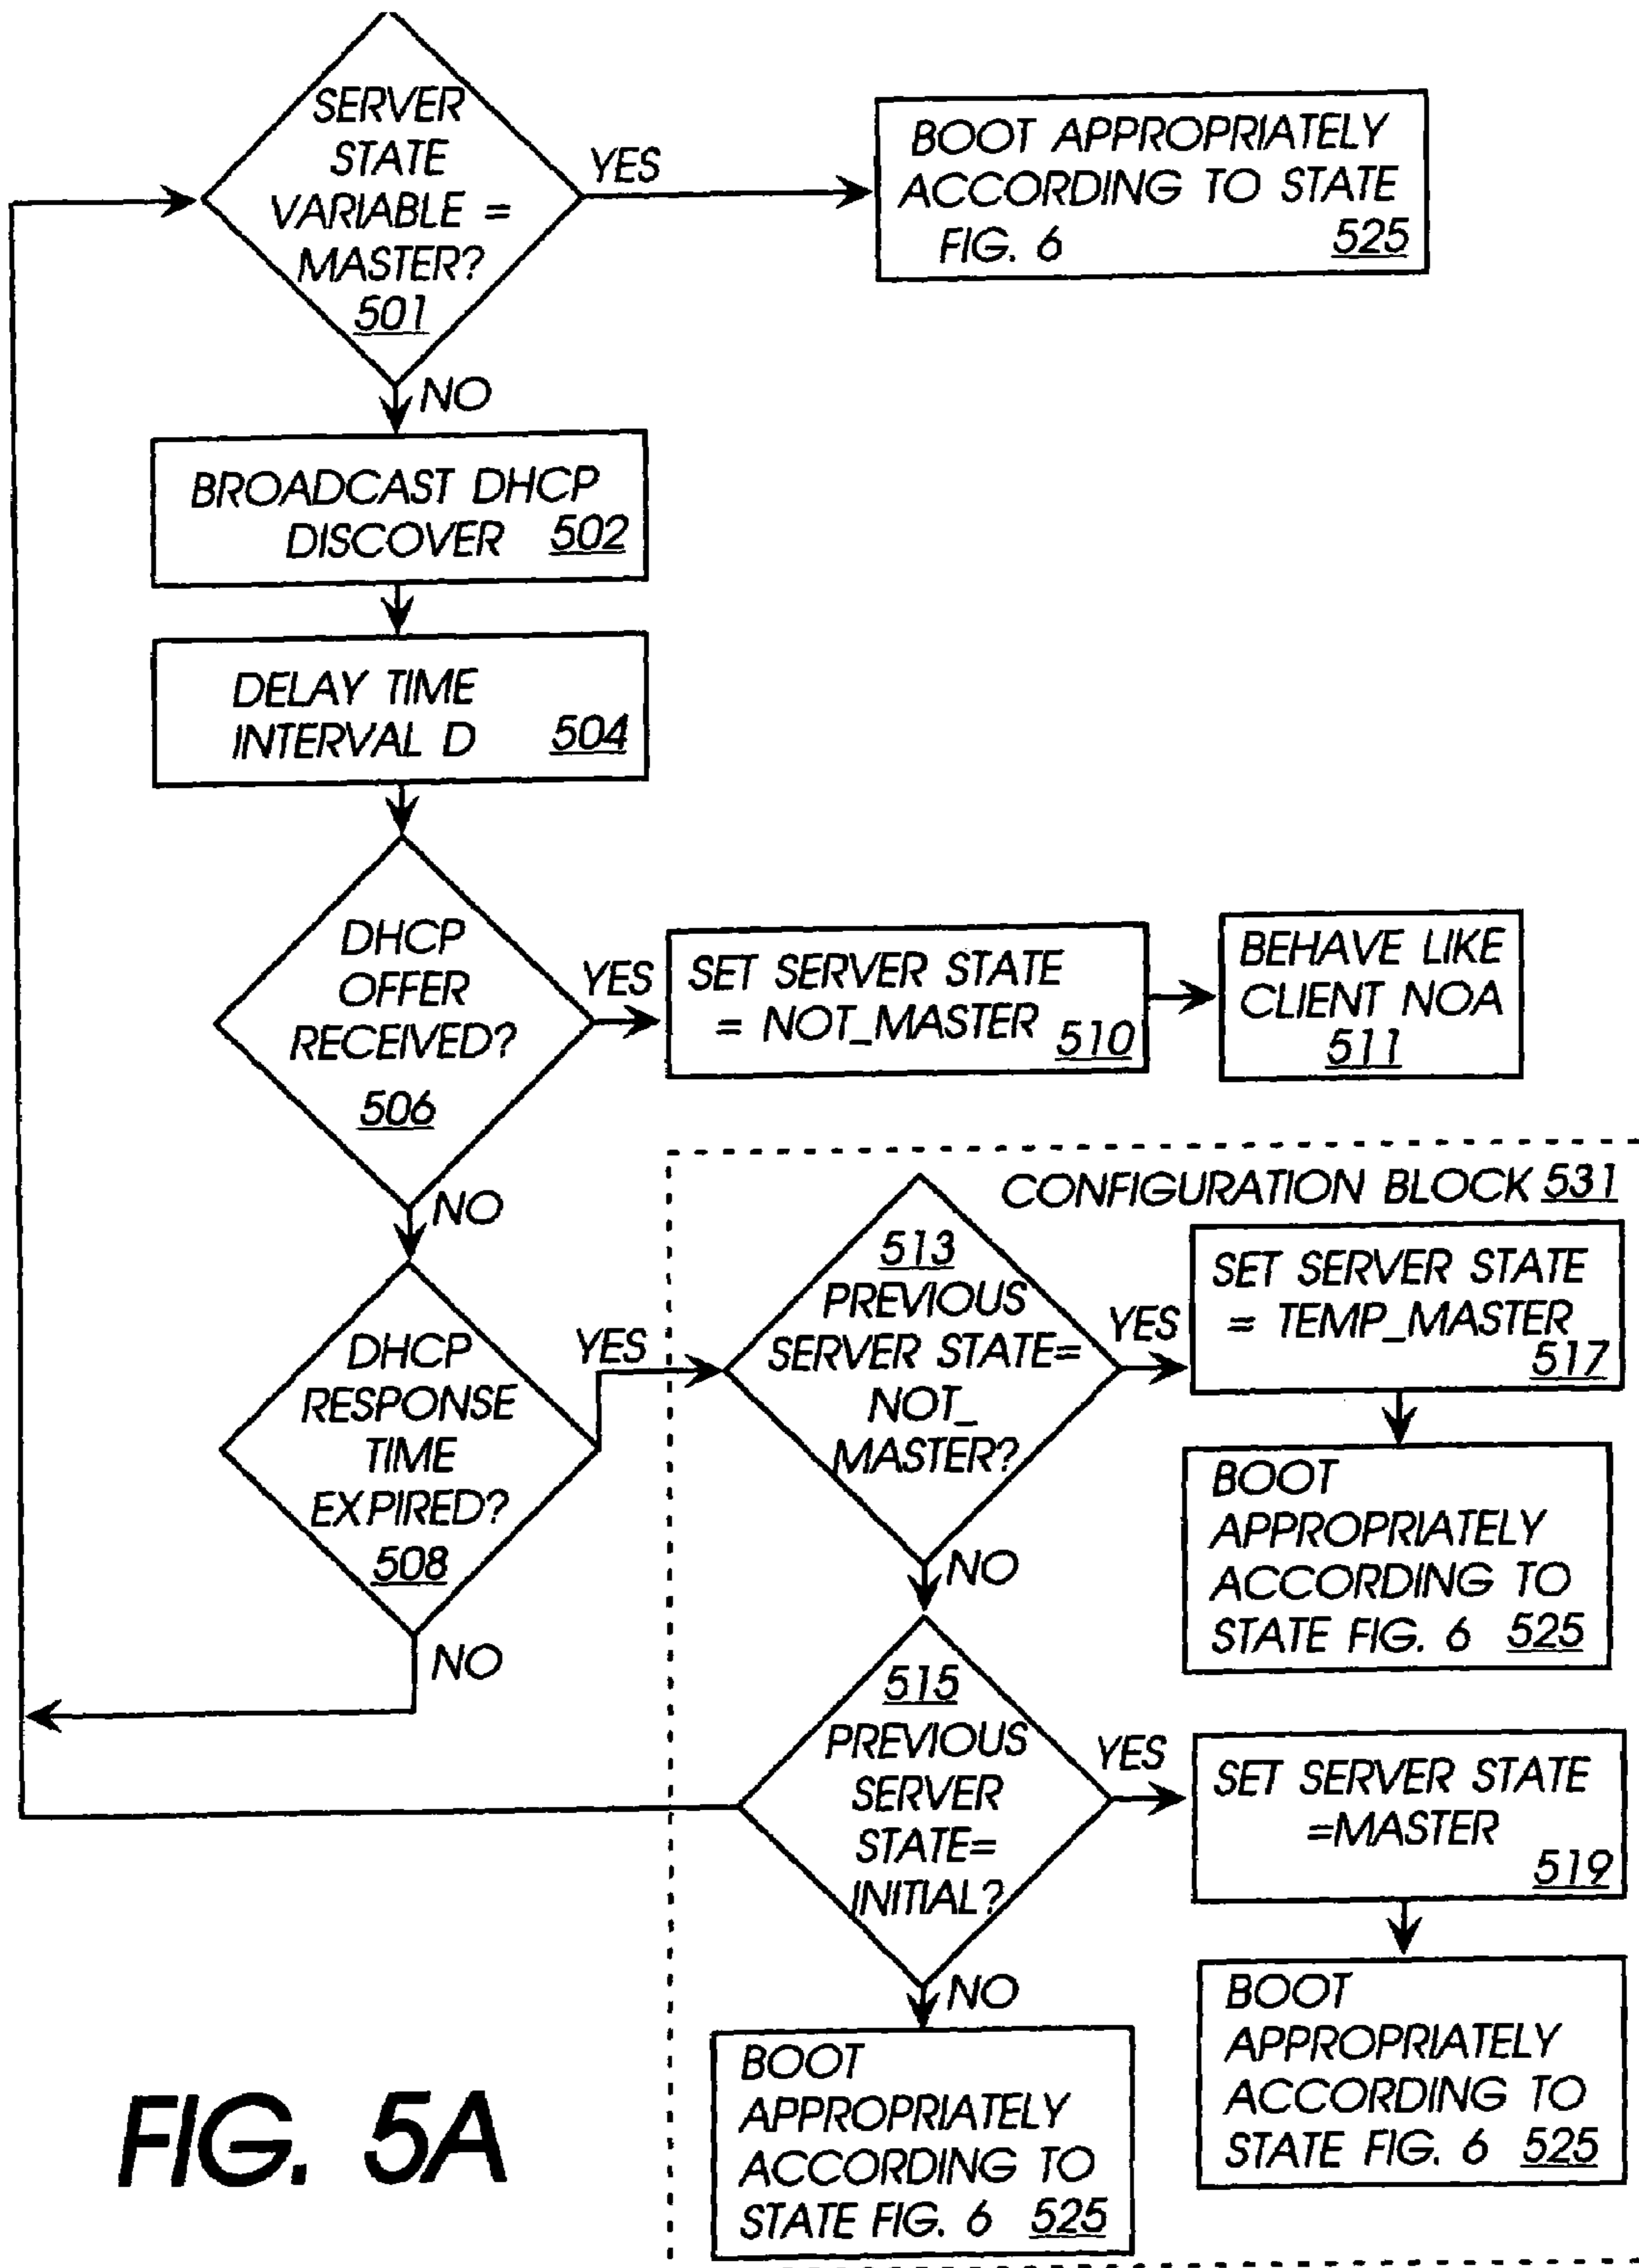 SERVER
STATE
VARIABLE =
MASTER?
501
YES
BOOT APPROPRIATELY
ACCORDING TO STATE
FIG. 6 525
NO
BROADCAST DHCP
DISCOVER 502
DELAY TIME
INTERVAL D 504
DHCP
OFFER
RECEIVED?
506
YES
SET SERVER STATE
= NOT_MASTER 510
BEHAVE LIKE
CLIENT NOA
511
NO
CONFIGURATION BLOCK 531
DHCP
RESPONSE
TIME
EXPIRED?
508
YES
513
PREVIOUS
SERVER STATE=
NOT_
MASTER?
YES
SET SERVER STATE
= TEMP_MASTER
517
BOOT
APPROPRIATELY
ACCORDING TO
STATE FIG. 6 525
NO
NO
515
PREVIOUS
SERVER
STATE=
INITIAL?
YES
SET SERVER STATE
=MASTER
519
BOOT
APPROPRIATELY
ACCORDING TO
STATE FIG. 6 525
NO
BOOT
APPROPRIATELY
ACCORDING TO
STATE FIG. 6 525
FIG. 5A